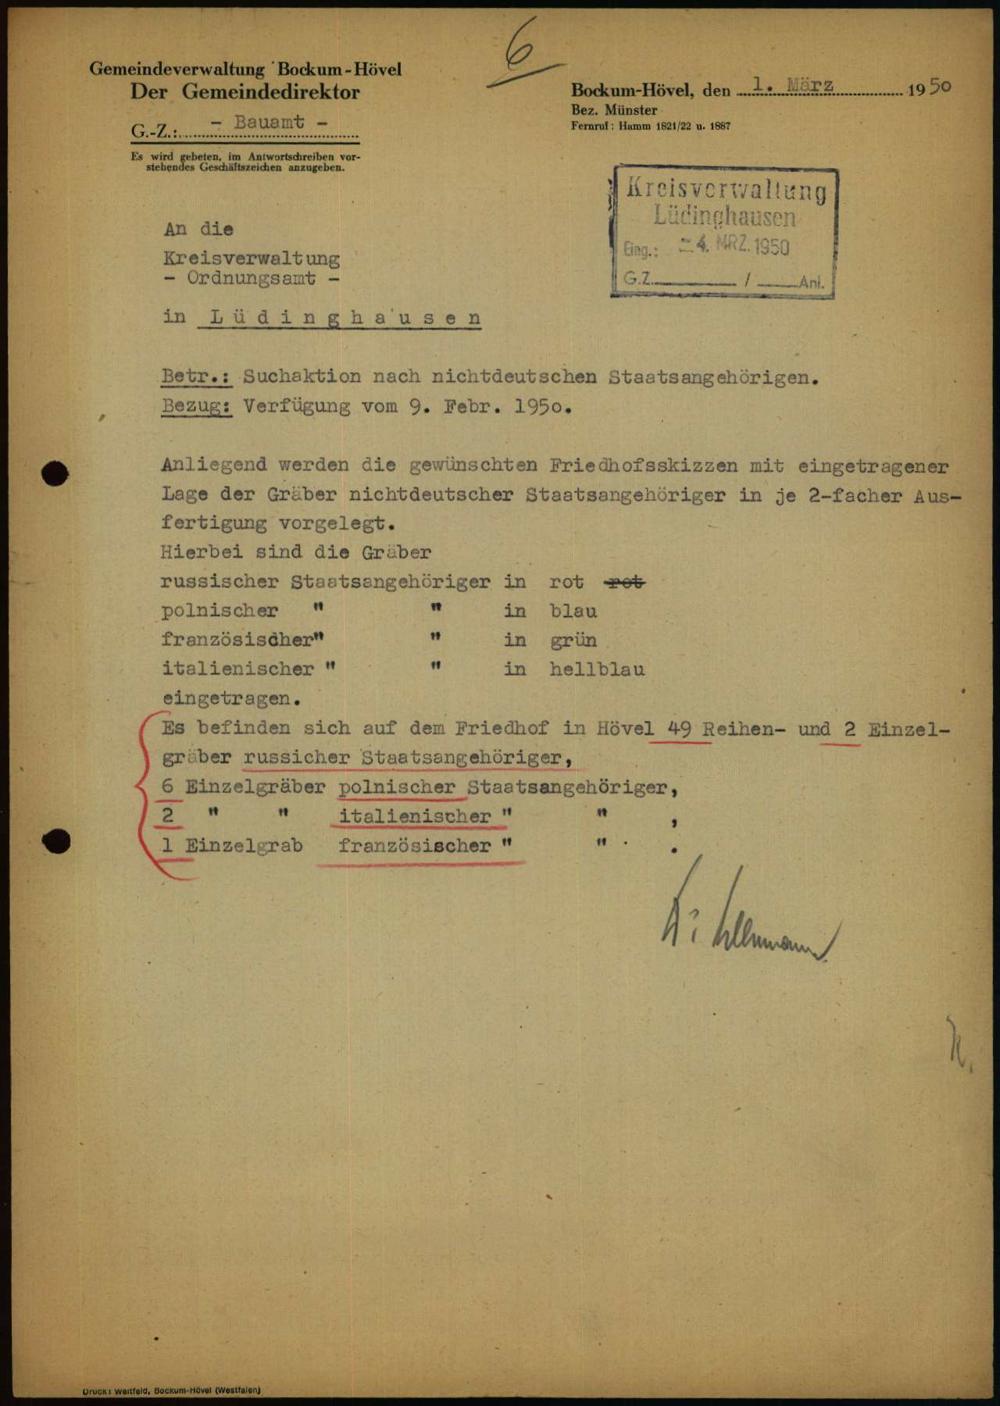 6
Gemeindeverwaltung Bockum-Hövel
Der Gemeindedirektor
G.-Z.: - Bauamt -
Es wird gebeten, im Antwortschreiben vor-
stehendes Geschäftszeichen anzugeben.
Bockum-Hövel, den 1. März 1950
Bez. Münster
Fernruf: Hamm 1821/22 u. 1887
Kreisverwaltung
Lüdinghausen
Eing.: - 4. MRZ. 1950
G.Z. / Anl.
An die
Kreisverwaltung
- Ordnungsamt -
in Lüdinghausen
Betr.: Suchaktion nach nichtdeutschen Staatsangehörigen.
Bezug: Verfügung vom 9. Febr. 195o.
Anliegend werden die gewünschten Friedhofsskizzen mit eingetragener
Lage der Gräber nichtdeutscher Staatsangehöriger in je 2-facher Aus-
fertigung vorgelegt.
Hierbei sind die Gräber
russischer Staatsangehöriger in rot rot
polnischer " " in blau
französischer" " in grün
italienischer " " in hellblau
eingetragen.
Es befinden sich auf dem Friedhof in Hövel 49 Reihen- und 2 Einzel-
gräber russicher Staatsangehöriger,
6 Einzelgräber polnischer Staatsangehöriger,
2 " " italienischer " " ,
1 Einzelgrab französischer " " .
Druck: Weitfeld, Bockum-Hövel (Westfalen)